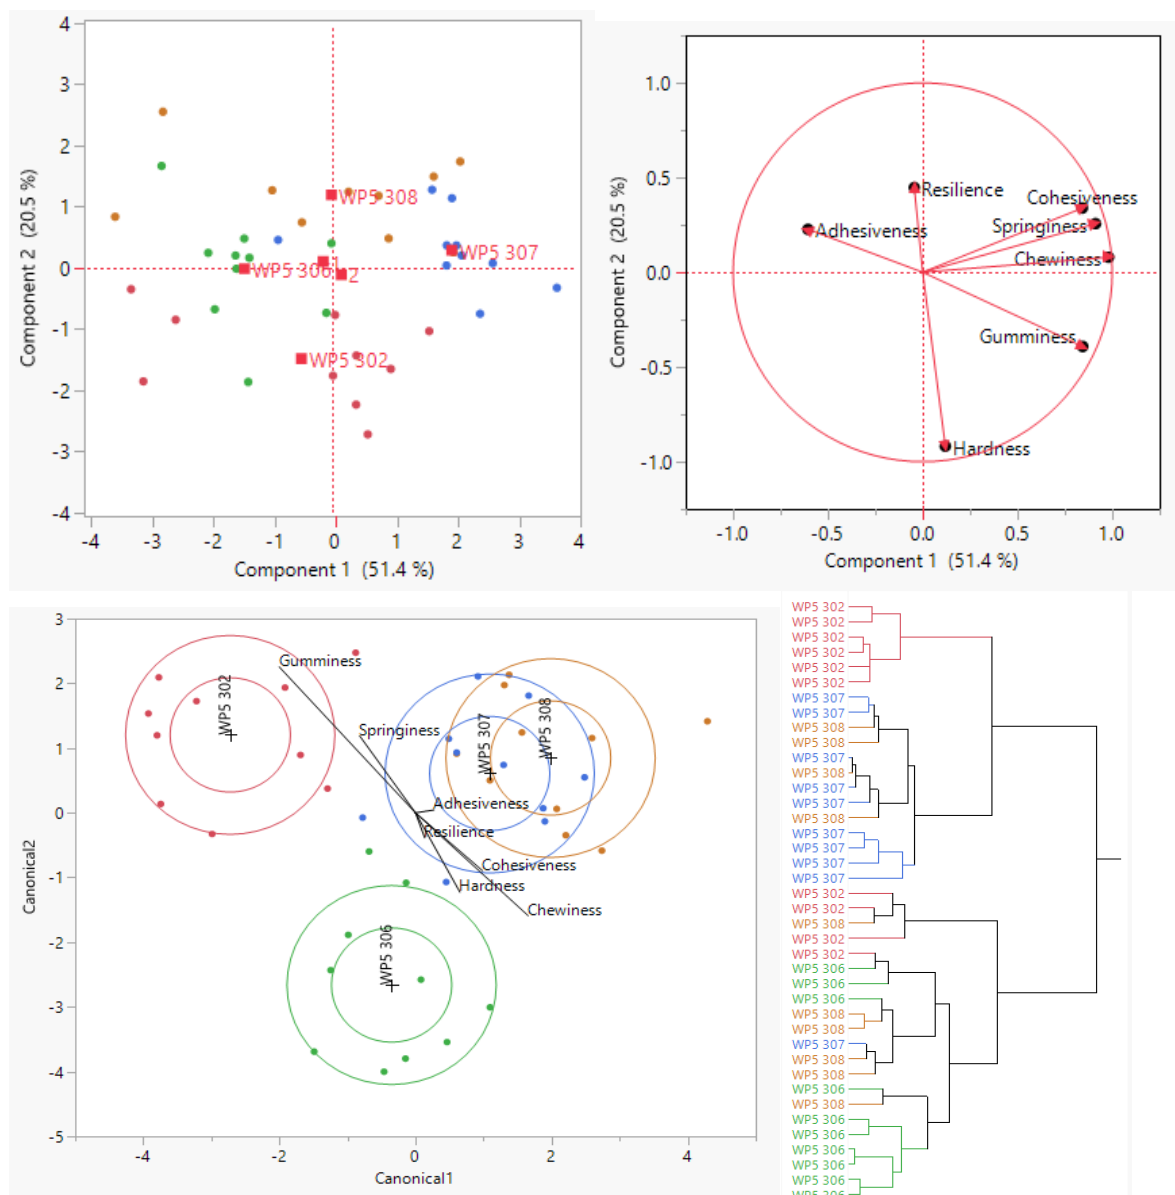 4
3
2
1
0
-1
-2
-3
-4
Component 2 (20.5 %)
WP5 308
WP5 307
WP5 306
1
2
WP5 302
-4 -3 -2 -1 0 1 2 3 4
Component 1 (51.4 %)
1.0
0.5
0.0
-0.5
-1.0
Component 2 (20.5 %)
Resilience
Cohesiveness
Adhesiveness
Springiness
Chewiness
Gumminess
Hardness
-1.0 -0.5 0.0 0.5 1.0
Component 1 (51.4 %)
3
2
1
0
-1
-2
-3
-4
-5
Canonical2
Gumminess
WP5 302
Springiness
WP5 307
WP5 308
Adhesiveness
Resilience
Cohesiveness
Hardness
Chewiness
WP5 306
-4 -2 0 2 4
Canonical1
WP5 302
WP5 302
WP5 302
WP5 302
WP5 302
WP5 302
WP5 307
WP5 307
WP5 308
WP5 308
WP5 307
WP5 308
WP5 307
WP5 307
WP5 308
WP5 307
WP5 307
WP5 307
WP5 307
WP5 302
WP5 302
WP5 308
WP5 302
WP5 302
WP5 306
WP5 306
WP5 306
WP5 308
WP5 308
WP5 307
WP5 308
WP5 308
WP5 306
WP5 308
WP5 306
WP5 306
WP5 306
WP5 306
WP5 306
WP5 306